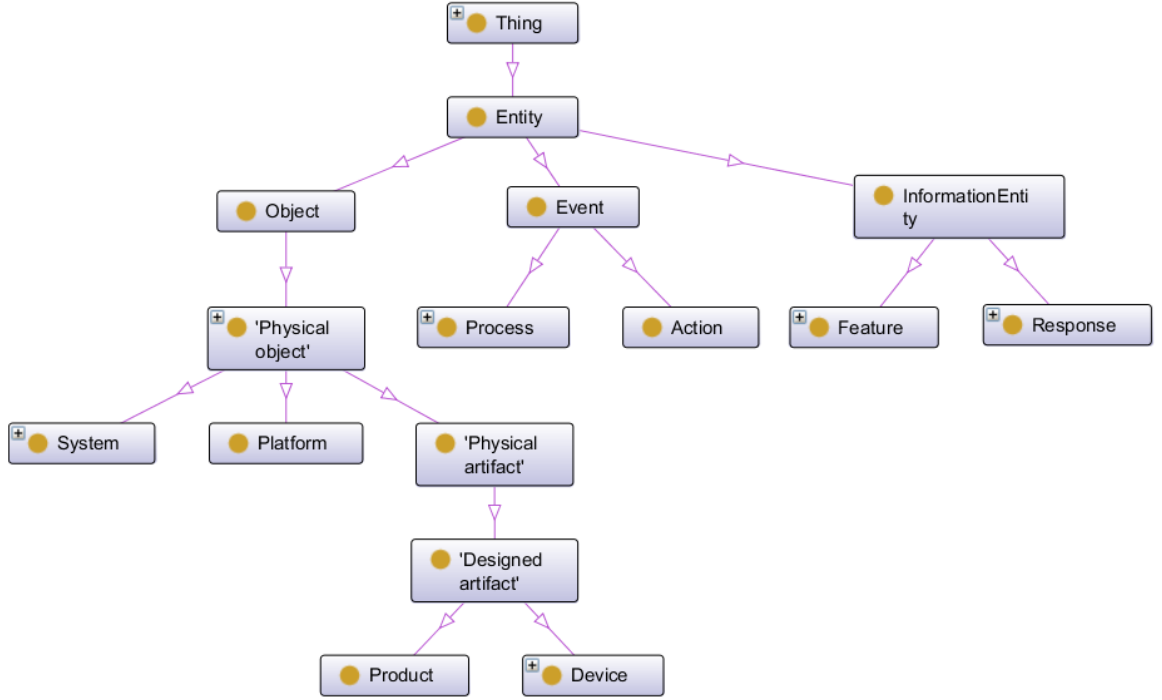 Thing
Entity
Object
Event
InformationEnti
ty
'Physical
object'
Process
Action
Feature
Response
System
Platform
'Physical
artifact'
'Designed
artifact'
Product
Device